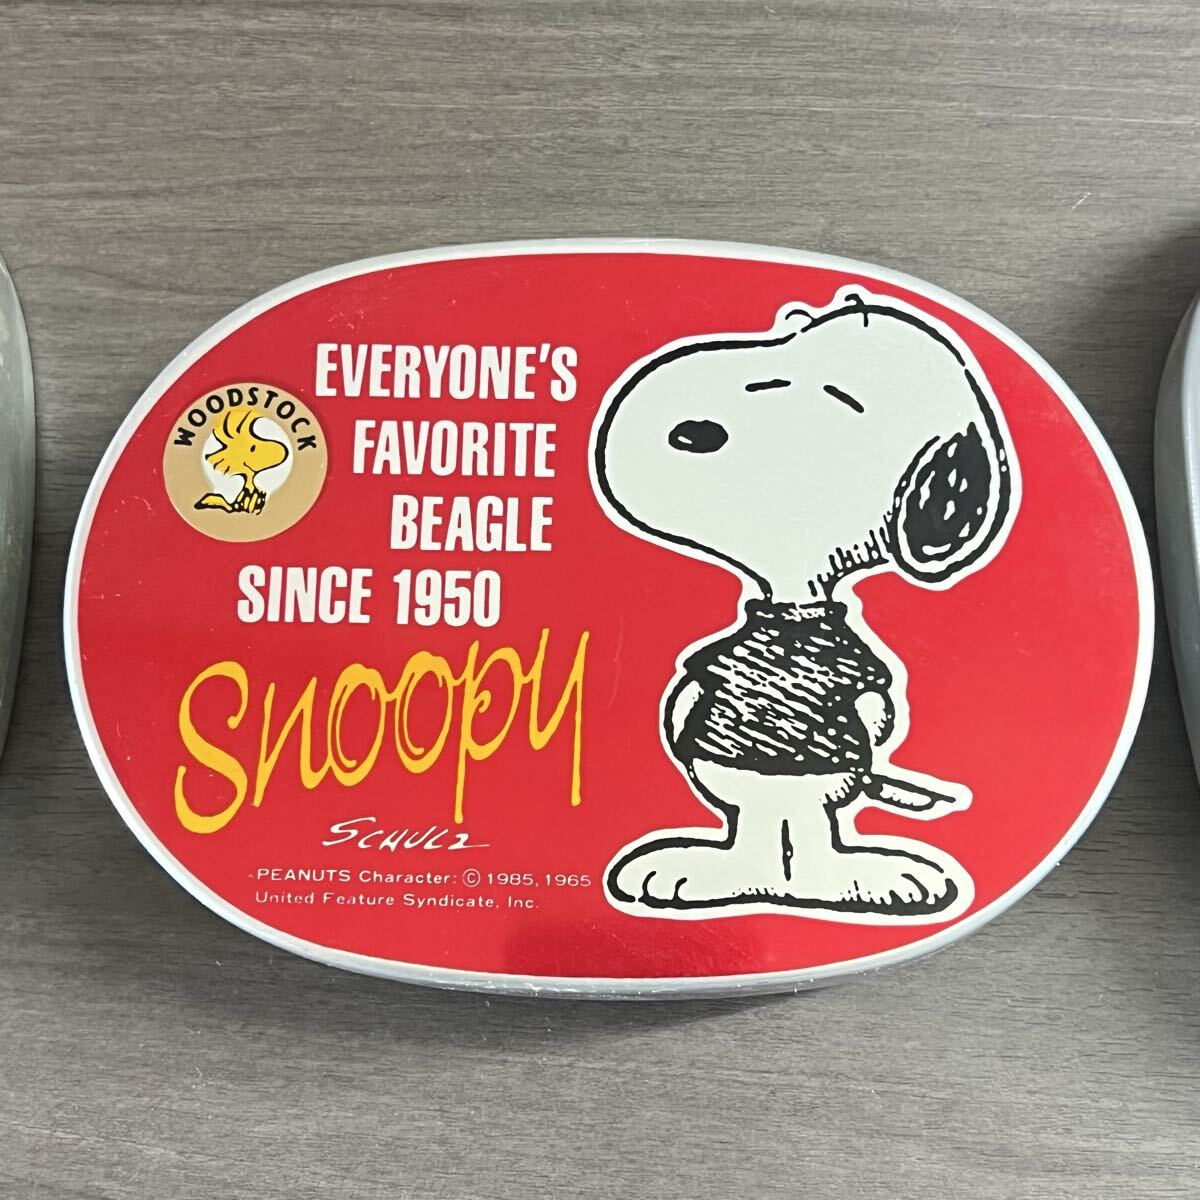 WOODSTOCK
EVERYONE'S
FAVORITE
BEAGLE
SINCE 1950
Snoopy
SCHULZ
PEANUTS Character: © 1985, 1965
United Feature Syndicate, Inc.